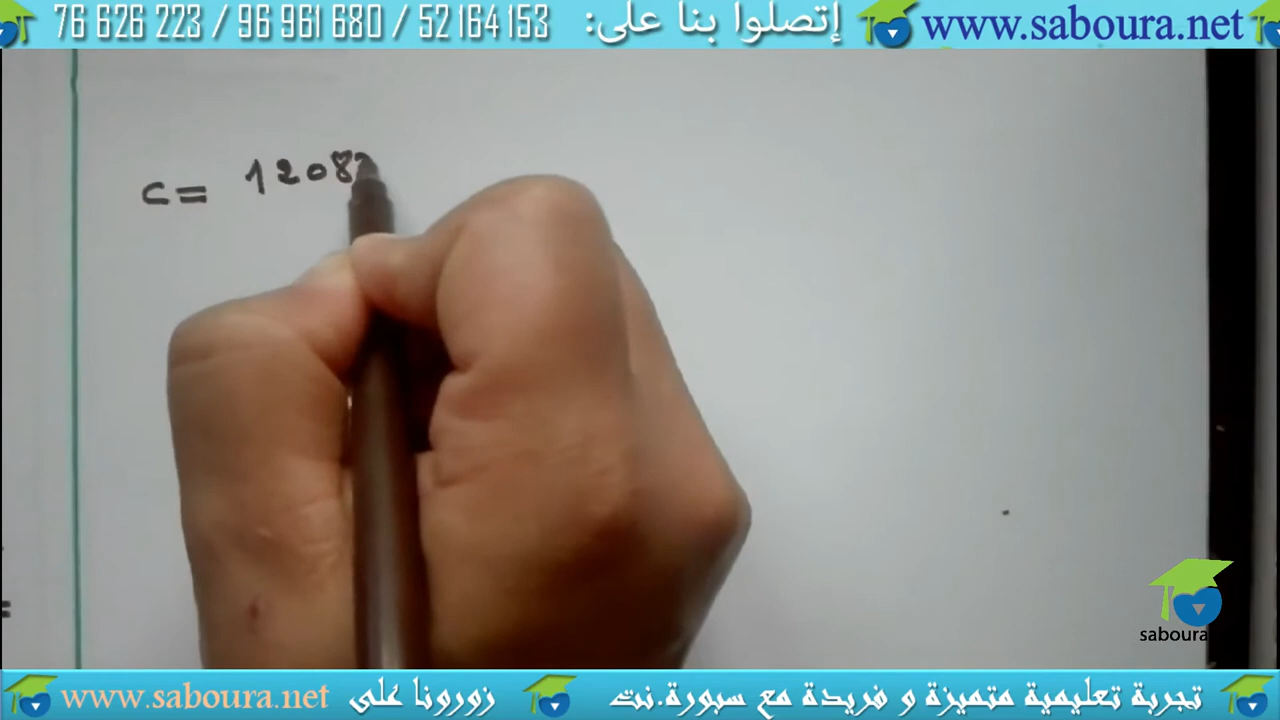 76 626 223 / 96 961 680 / 52 164 153 إتصلوا بنا على: www.saboura.net
c = 1208
saboura
www.saboura.net زورونا على تجربة تعليمية متميزة و فريدة مع سبورة.نت